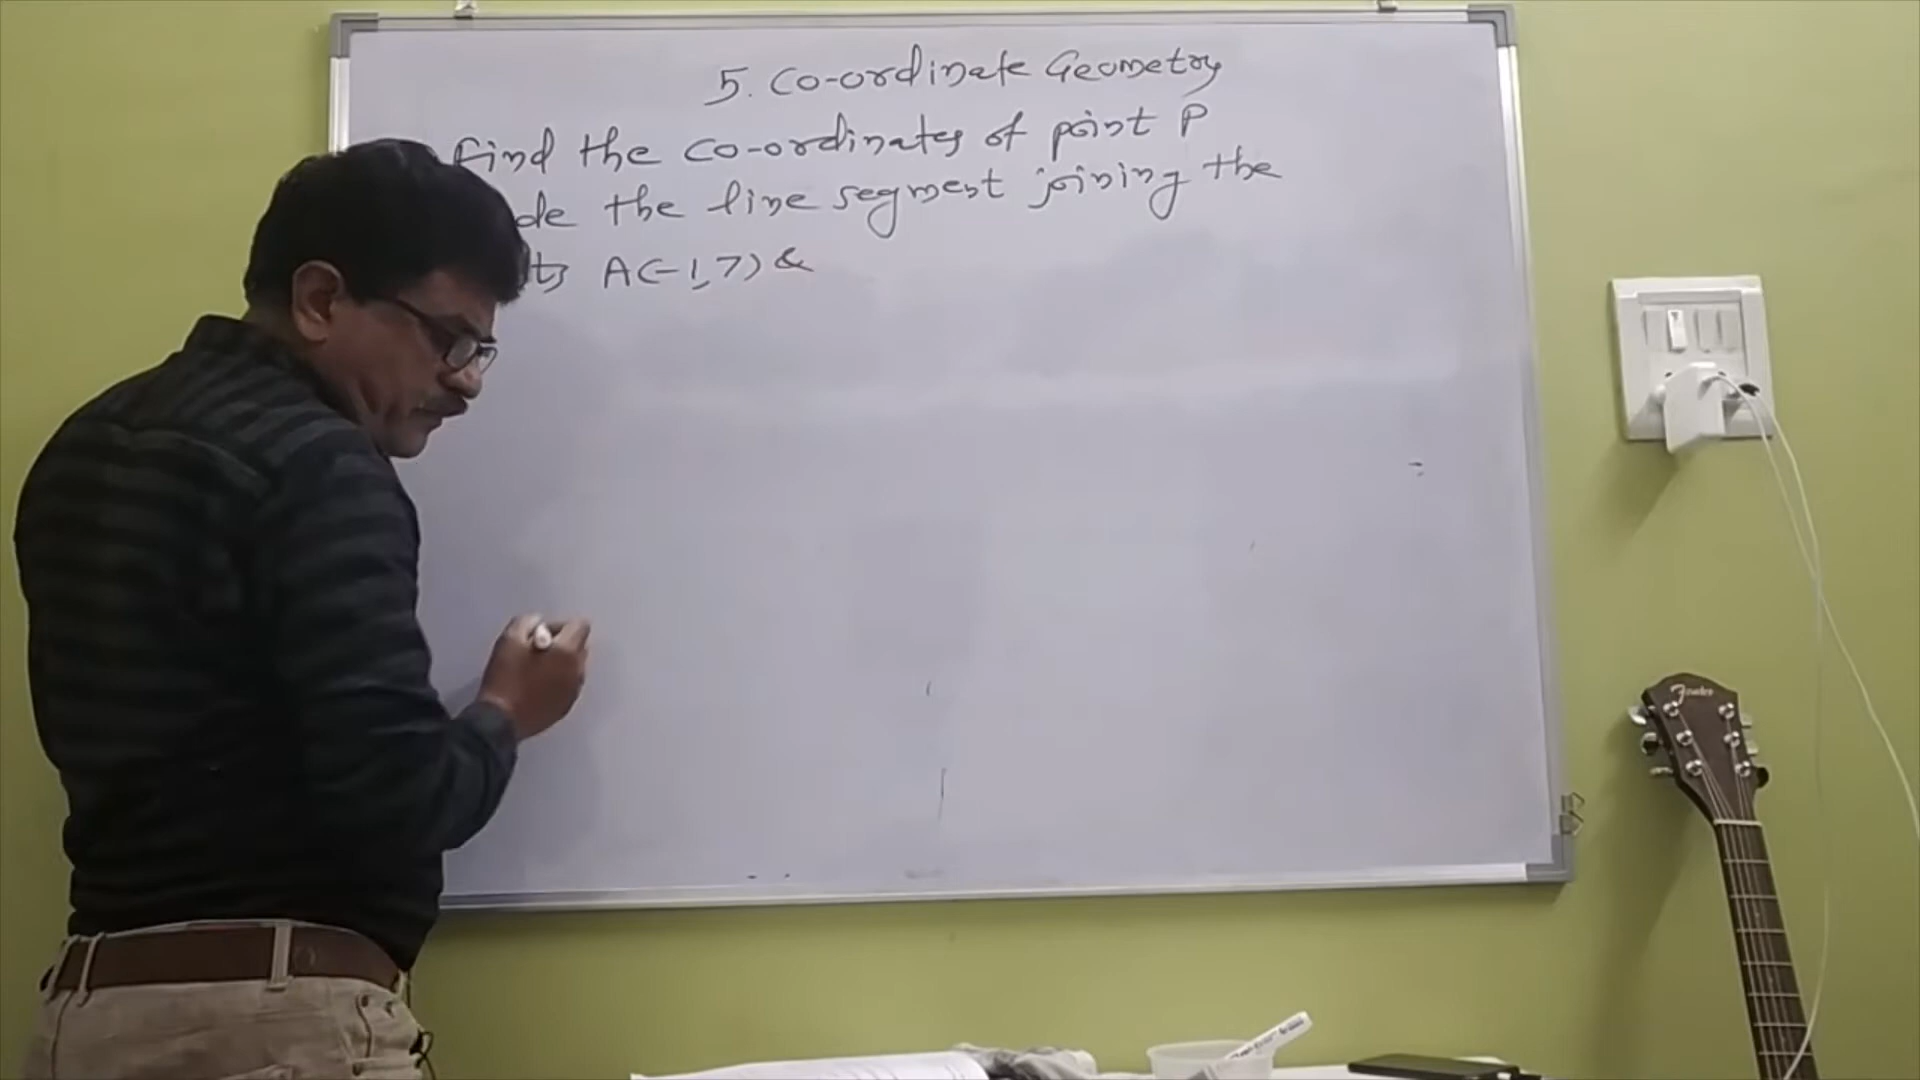 5. Co-ordinate Geometry
Find the co-ordinates of point P
de the line segment joining the
ts A(-1,7) &
Fender